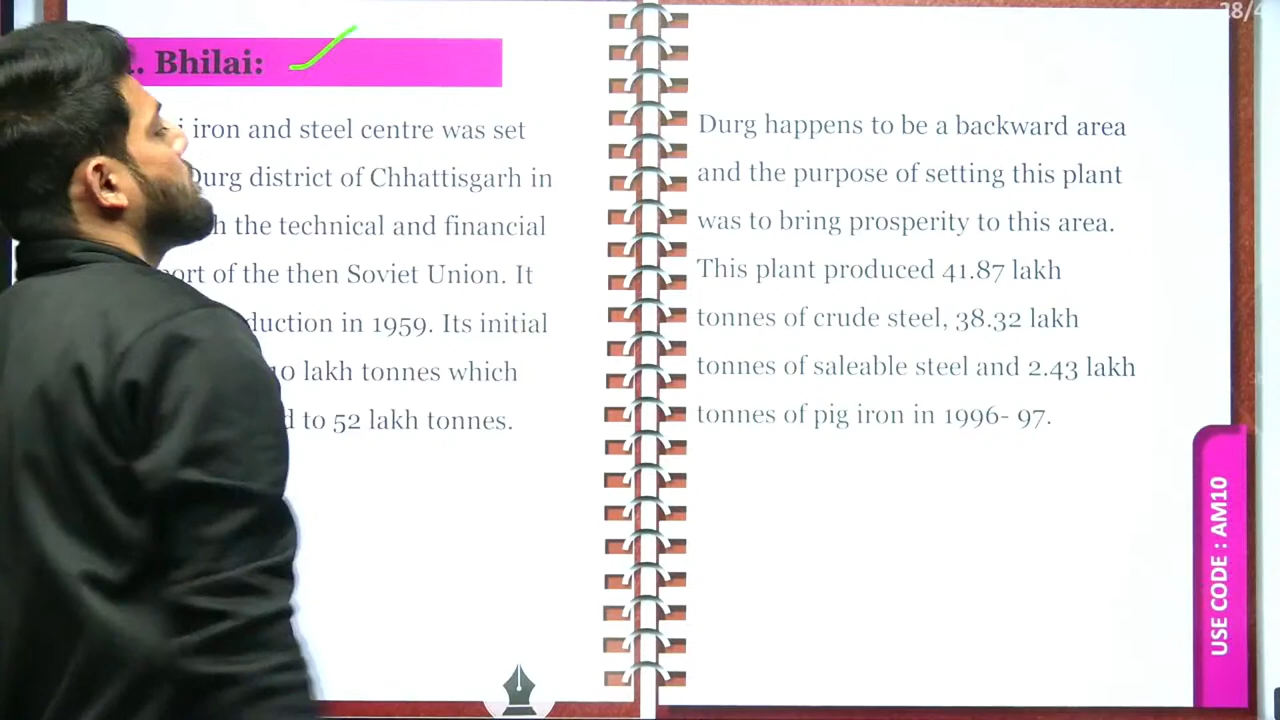 Bhilai:
iron and steel centre was set
Durg district of Chhattisgarh in
the technical and financial
of the then Soviet Union. It
in 1959. Its initial
lakh tonnes which
to 52 lakh tonnes.
Durg happens to be a backward area
and the purpose of setting this plant
was to bring prosperity to this area.
This plant produced 41.87 lakh
tonnes of crude steel, 38.32 lakh
tonnes of saleable steel and 2.43 lakh
tonnes of pig iron in 1996- 97.
USE CODE : AM10